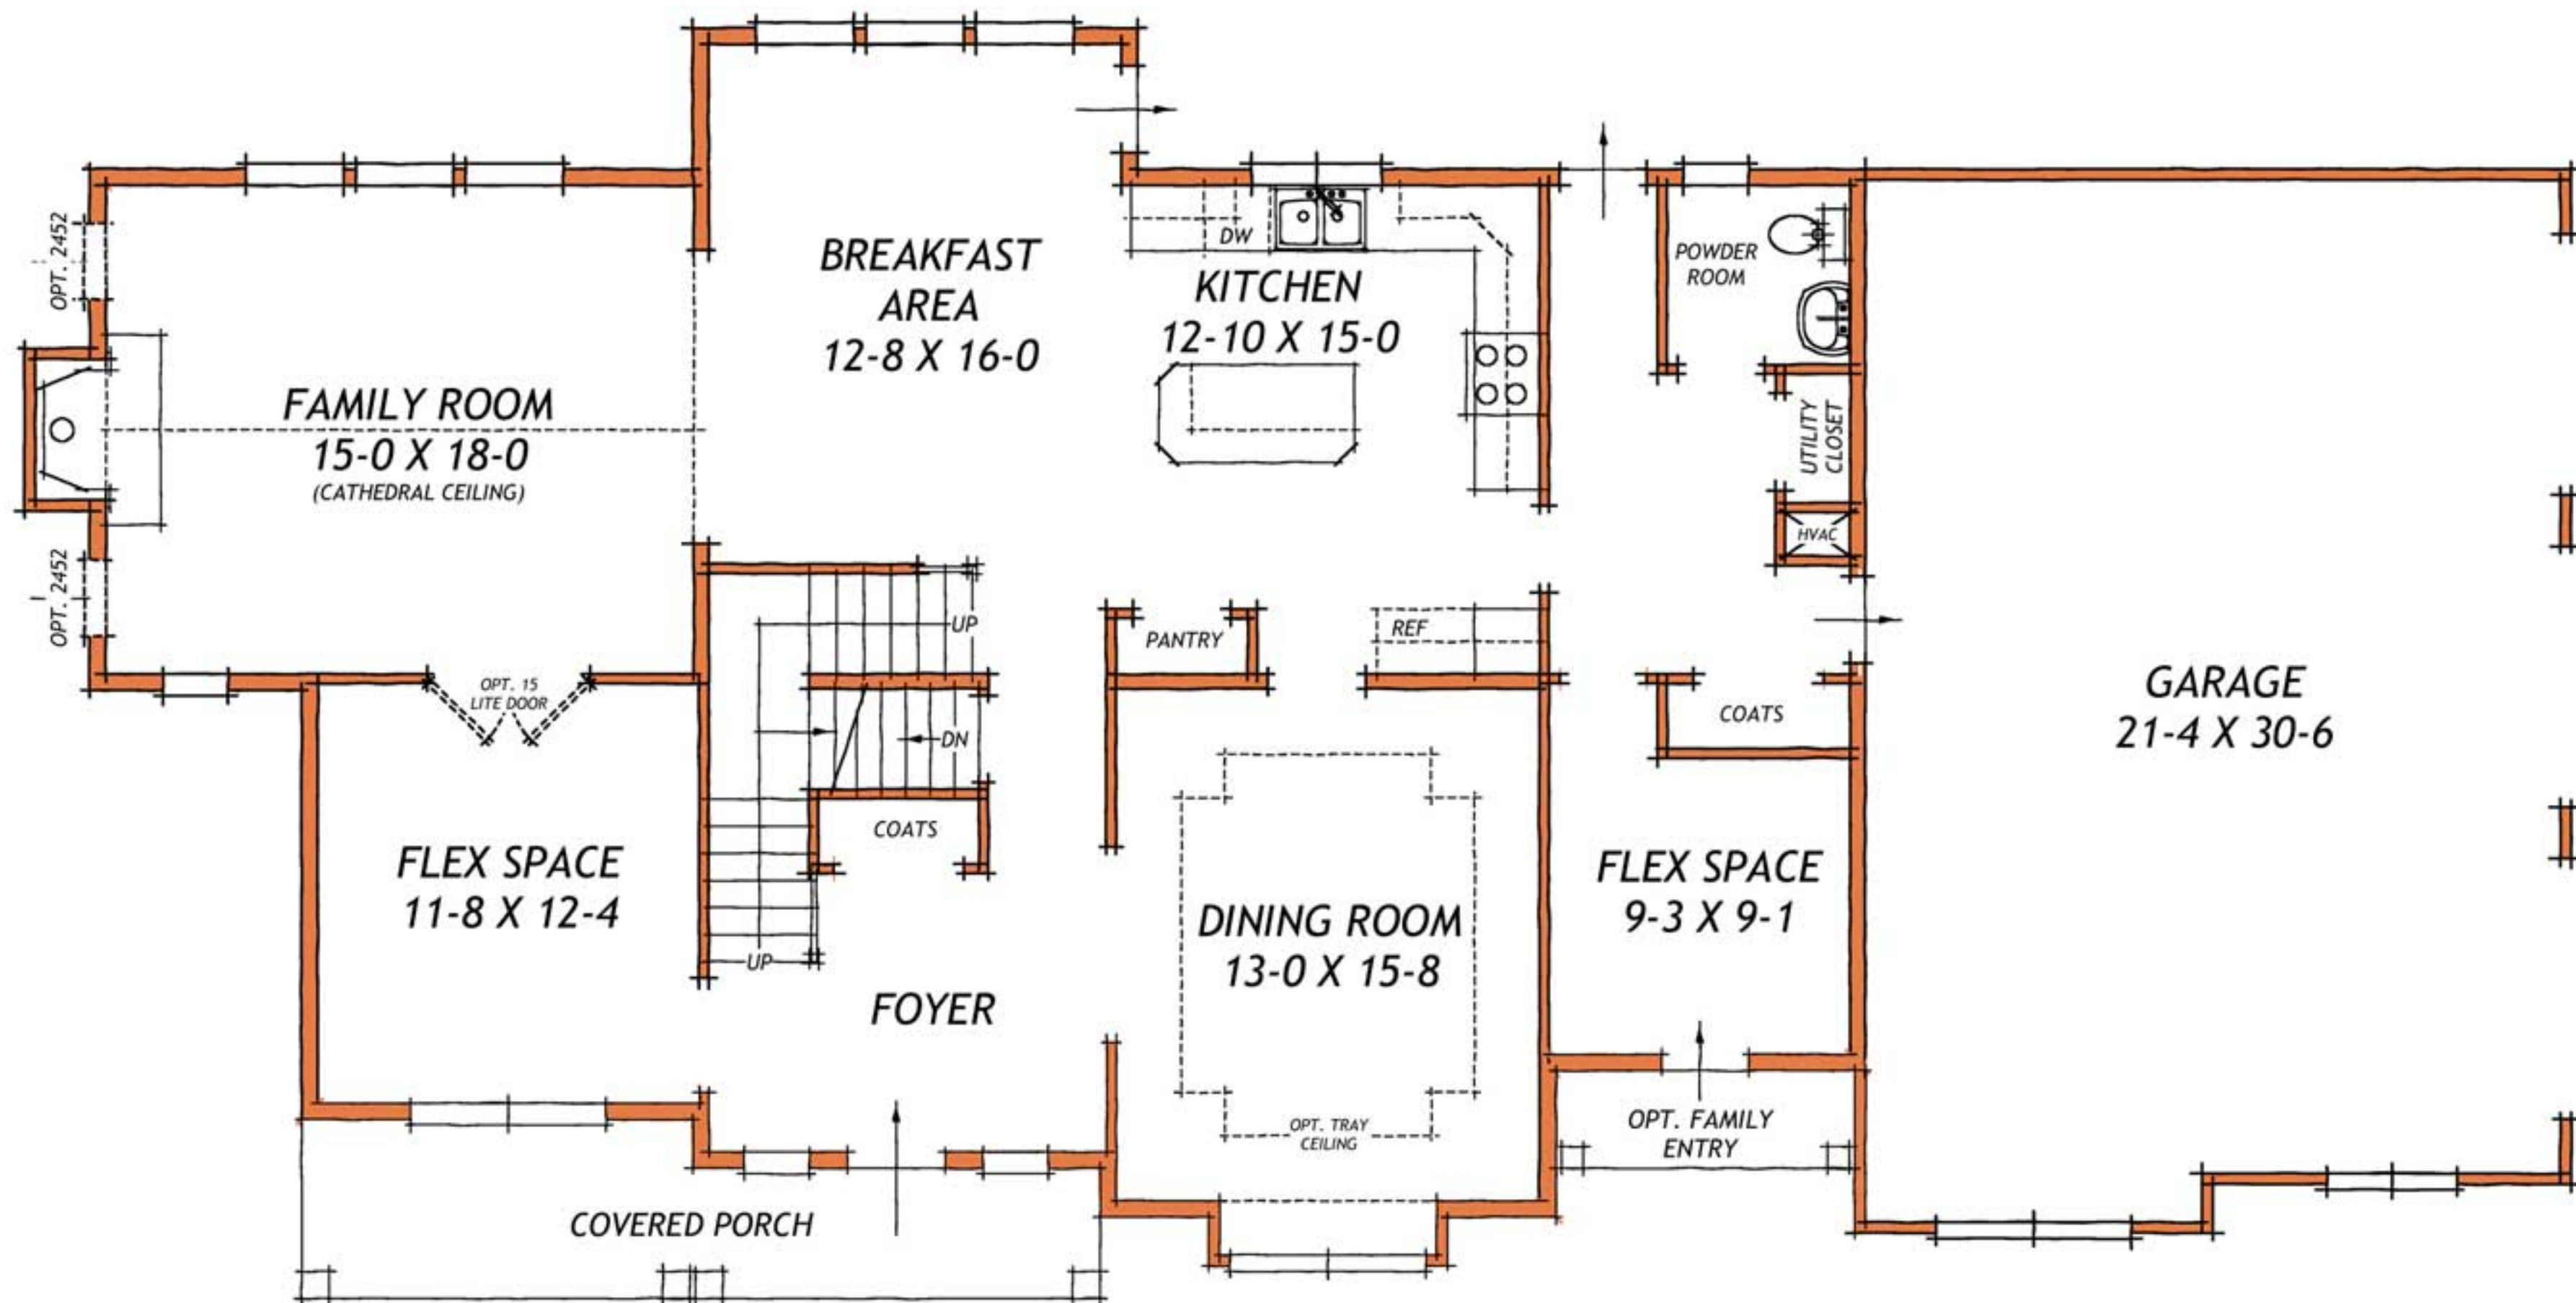 OPT. 2452
OPT. 2452
FAMILY ROOM
15-0 X 18-0
(CATHEDRAL CEILING)
BREAKFAST
AREA
12-8 X 16-0
DW
KITCHEN
12-10 X 15-0
POWDER
ROOM
UTILITY
CLOSET
HVAC
UP
PANTRY
REF
OPT. 15
LITE DOOR
DN
COATS
COATS
GARAGE
21-4 X 30-6
FLEX SPACE
11-8 X 12-4
UP
FOYER
DINING ROOM
13-0 X 15-8
FLEX SPACE
9-3 X 9-1
OPT. TRAY
CEILING
OPT. FAMILY
ENTRY
COVERED PORCH